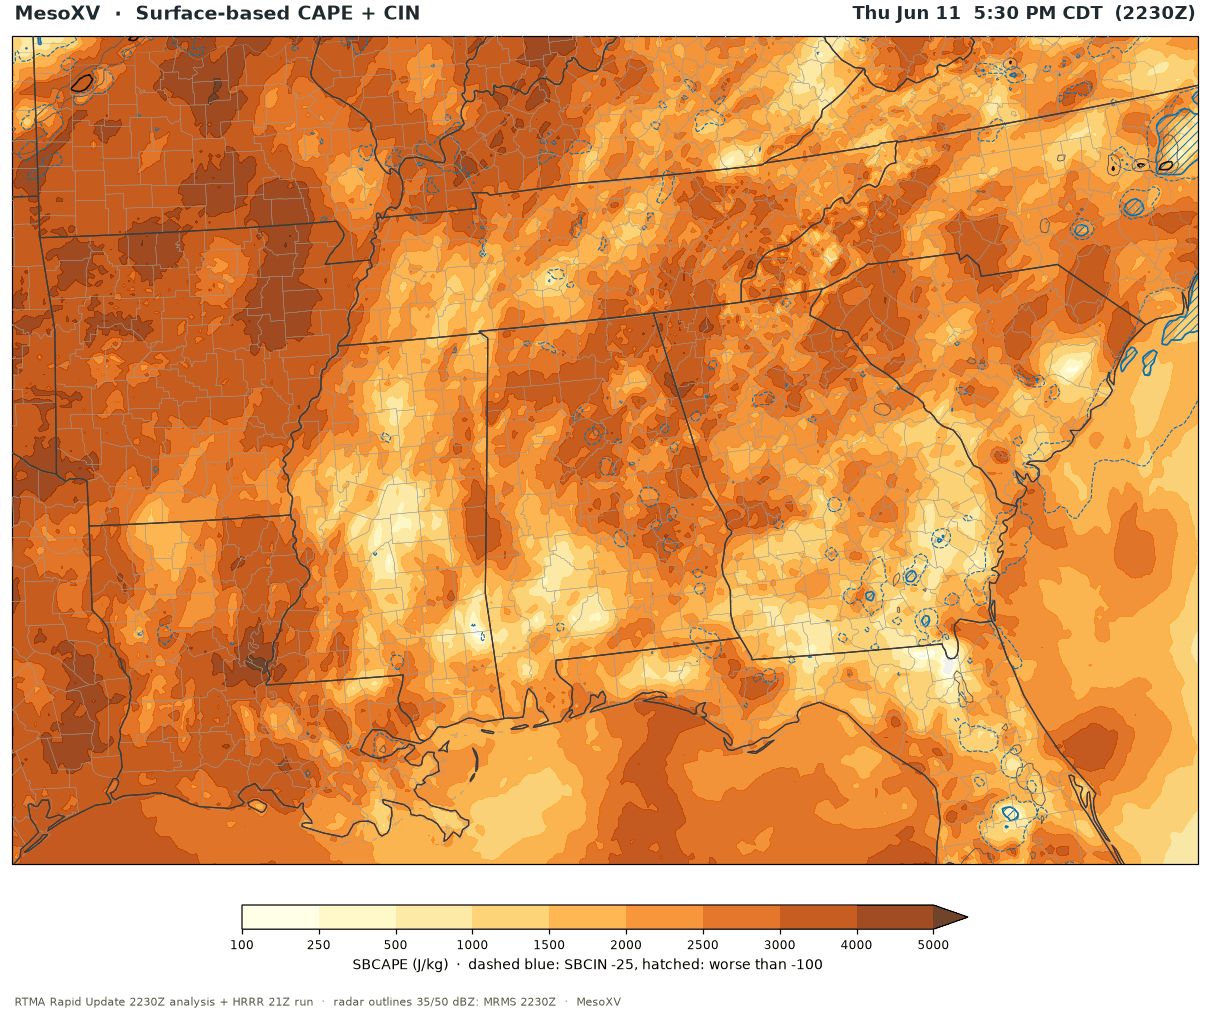 MesoXV · Surface-based CAPE + CIN
Thu Jun 11 5:30 PM CDT (2230Z)
100 250 500 1000 1500 2000 2500 3000 4000 5000
SBCAPE (J/kg) · dashed blue: SBCIN -25, hatched: worse than -100
RTMA Rapid Update 2230Z analysis + HRRR 21Z run · radar outlines 35/50 dBZ: MRMS 2230Z · MesoXV